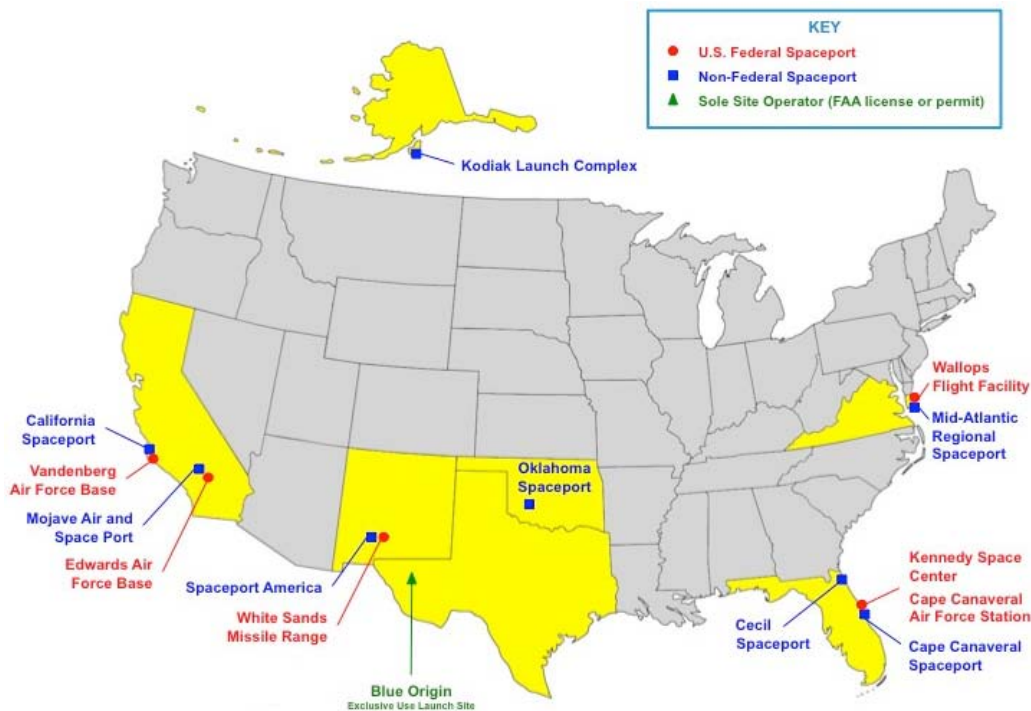 KEY
U.S. Federal Spaceport
Non-Federal Spaceport
Sole Site Operator (FAA license or permit)
Kodiak Launch Complex
Wallops
Flight Facility
Mid-Atlantic
Regional
Spaceport
California
Spaceport
Vandenberg
Air Force Base
Mojave Air and
Space Port
Edwards Air
Force Base
Oklahoma
Spaceport
Spaceport America
White Sands
Missile Range
Blue Origin
Exclusive Use Launch Site
Kennedy Space
Center
Cape Canaveral
Air Force Station
Cecil
Spaceport
Cape Canaveral
Spaceport